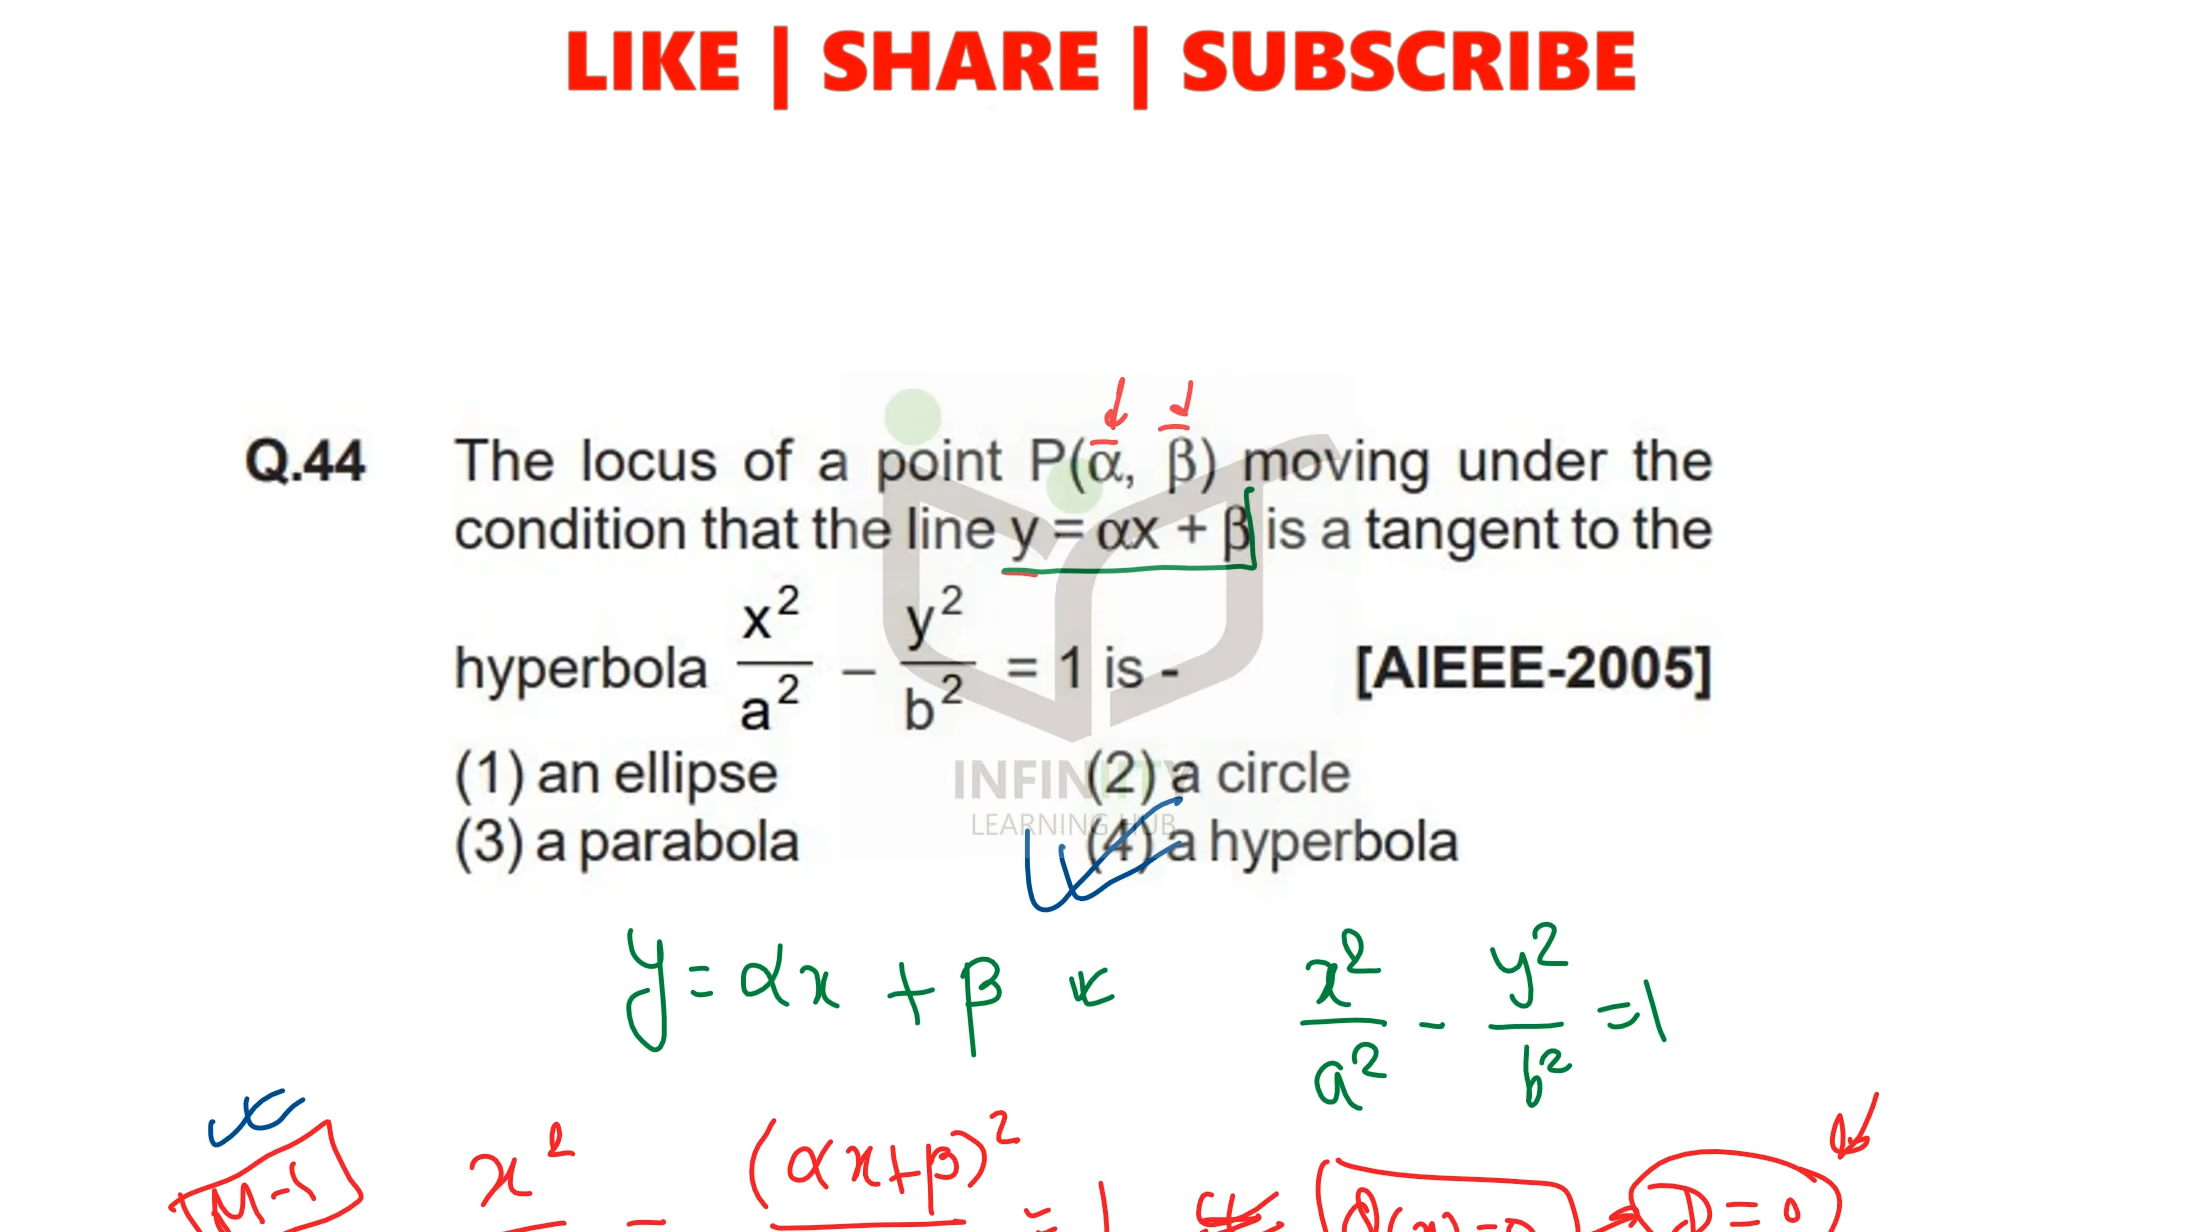 LIKE | SHARE | SUBSCRIBE
Q.44 The locus of a point P(α, β) moving under the
condition that the line y = αx + β is a tangent to the
hyperbola x²/a² – y²/b² = 1 is - [AIEEE-2005]
(1) an ellipse (2) a circle
(3) a parabola (4) a hyperbola
INFINITY
LEARNING HUB
y = αx + β x²/a² - y²/b² = 1
M-1 x² - (αx+β)² = 1 D = 0